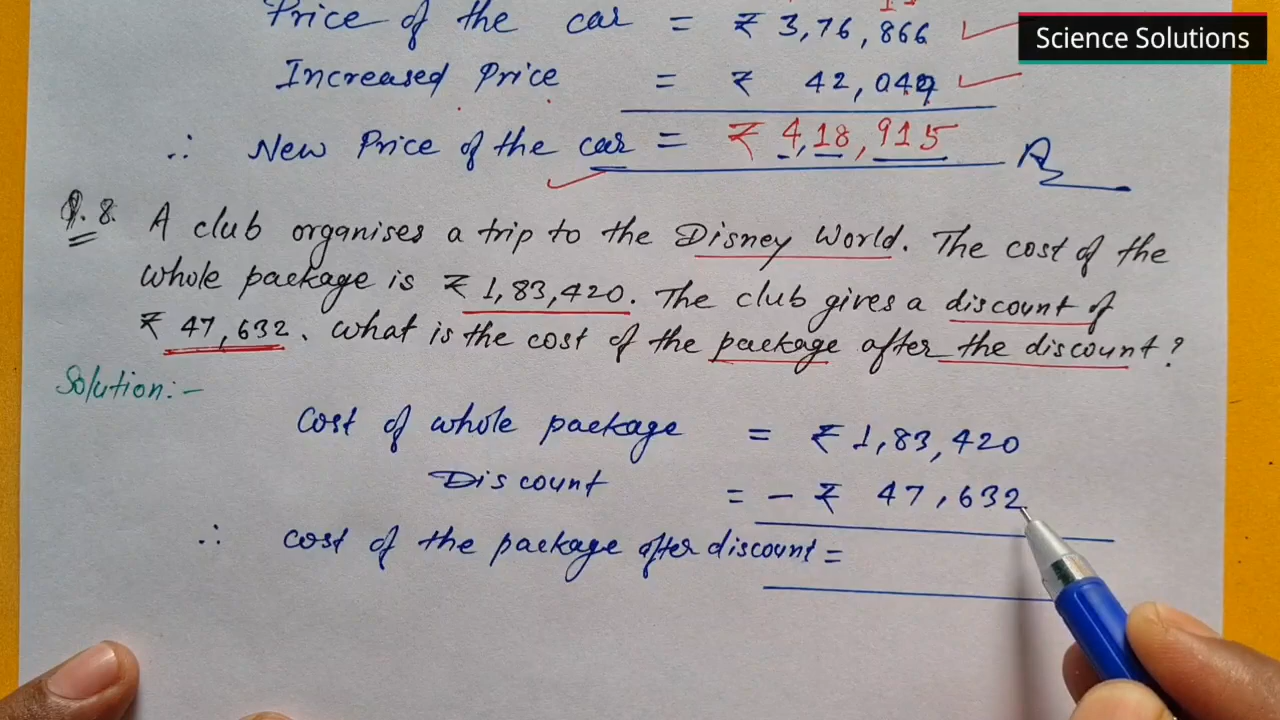 Price of the car = ₹ 3,76,866
Science Solutions
Increased Price = ₹ 42,049
∴ New Price of the car = ₹ 4,18,915
Q.8. A club organises a trip to the Disney World. The cost of the
whole package is ₹ 1,83,420. The club gives a discount of
₹ 47,632. What is the cost of the package after the discount?
Solution:-
Cost of whole package = ₹ 1,83,420
Discount = - ₹ 47,632
∴ cost of the package after discount =